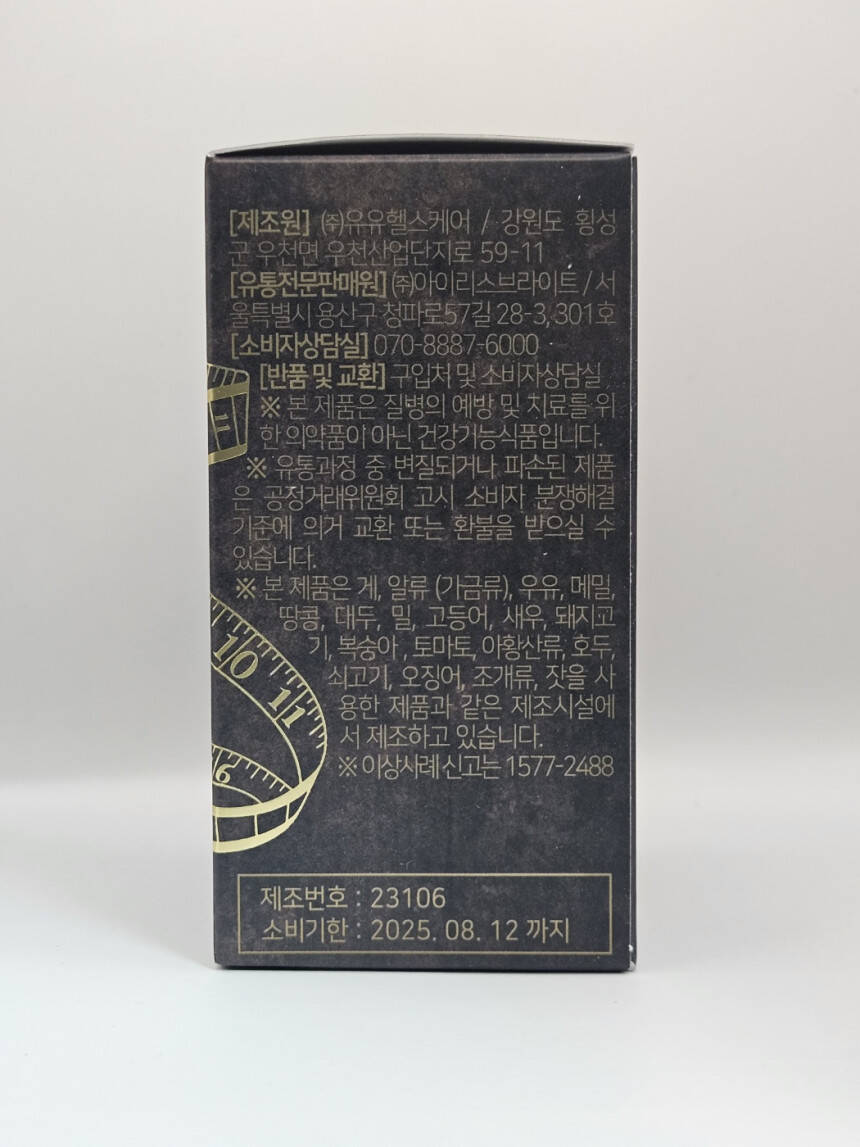 [제조원] ㈜유유헬스케어 / 강원도 횡성
군 우천면 우천산업단지로 59-11
[유통전문판매원] ㈜아이리스브라이트 / 서
울특별시 용산구 청파로57길 28-3, 301호
[소비자상담실] 070-8887-6000
[반품 및 교환] 구입처 및 소비자상담실
※ 본 제품은 질병의 예방 및 치료를 위
한 의약품이 아닌 건강기능식품입니다.
※ 유통과정 중 변질되거나 파손된 제품
은 공정거래위원회 고시 소비자 분쟁해결
기준에 의거 교환 또는 환불을 받으실 수
있습니다.
※ 본 제품은 게, 알류 (가금류), 우유, 메밀,
땅콩, 대두, 밀, 고등어, 새우, 돼지고
기, 복숭아 , 토마토, 아황산류, 호두,
쇠고기, 오징어, 조개류, 잣을 사
용한 제품과 같은 제조시설에
서 제조하고 있습니다.
※ 이상사례 신고는 1577-2488
10 11
6
제조번호 : 23106
소비기한 : 2025. 08. 12 까지